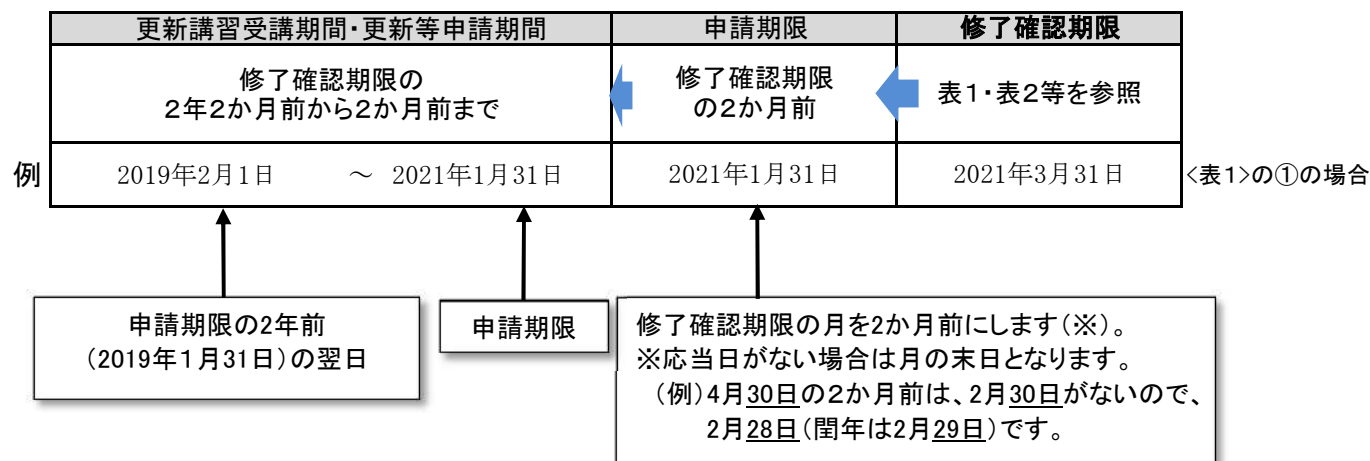 更新講習受講期間・更新等申請期間 申請期限 修了確認期限
修了確認期限の
2年2か月前から2か月前まで
修了確認期限
の2か月前
表1・表2等を参照
例 2019年2月1日 ～ 2021年1月31日 2021年1月31日 2021年3月31日 <表1>の①の場合
申請期限の2年前
(2019年1月31日)の翌日
申請期限
修了確認期限の月を2か月前にします(※)。
※応当日がない場合は月の末日となります。
(例)4月30日の2か月前は、2月30日がないので、
2月28日(閏年は2月29日)です。